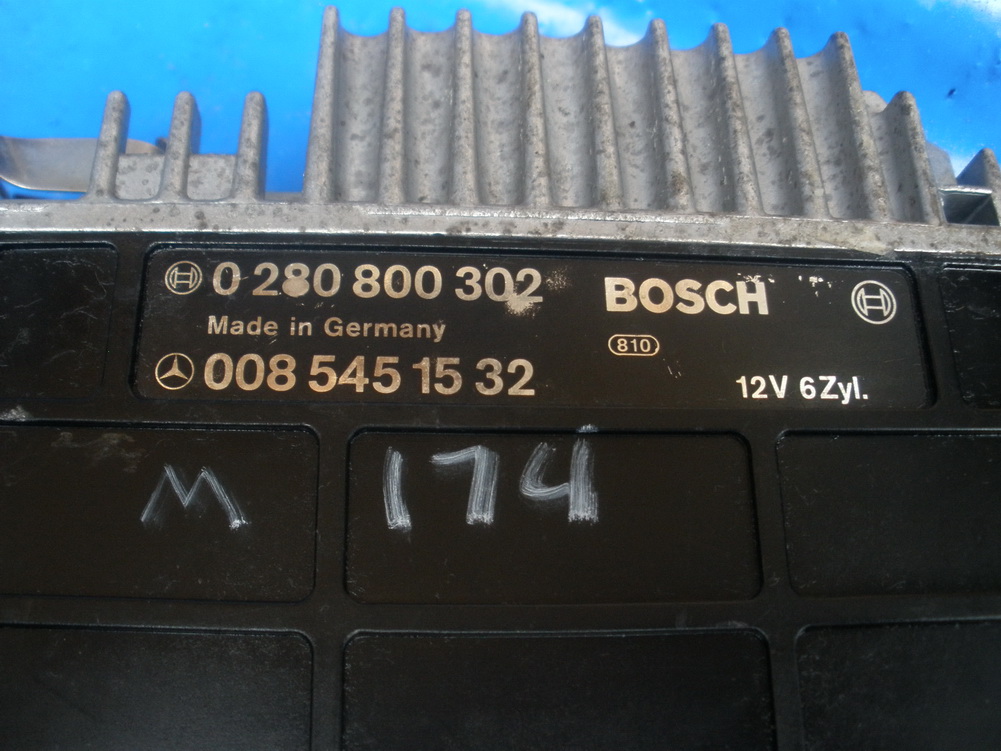 0 280 800 302
BOSCH
Made in Germany
810
008 545 15 32
12V 6Zyl.
M 174